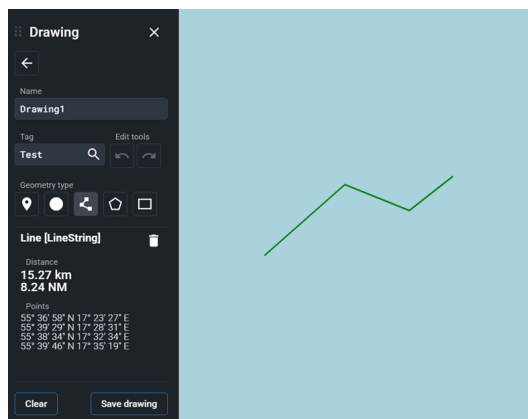 Drawing
Name
Drawing1
Tag
Edit tools
Test
Geometry type
Line [LineString]
Distance
15.27 km
8.24 NM
Points
55° 36' 58" N 17° 23' 27" E
55° 39' 29" N 17° 28' 31" E
55° 38' 34" N 17° 32' 34" E
55° 39' 46" N 17° 35' 19" E
Clear
Save drawing